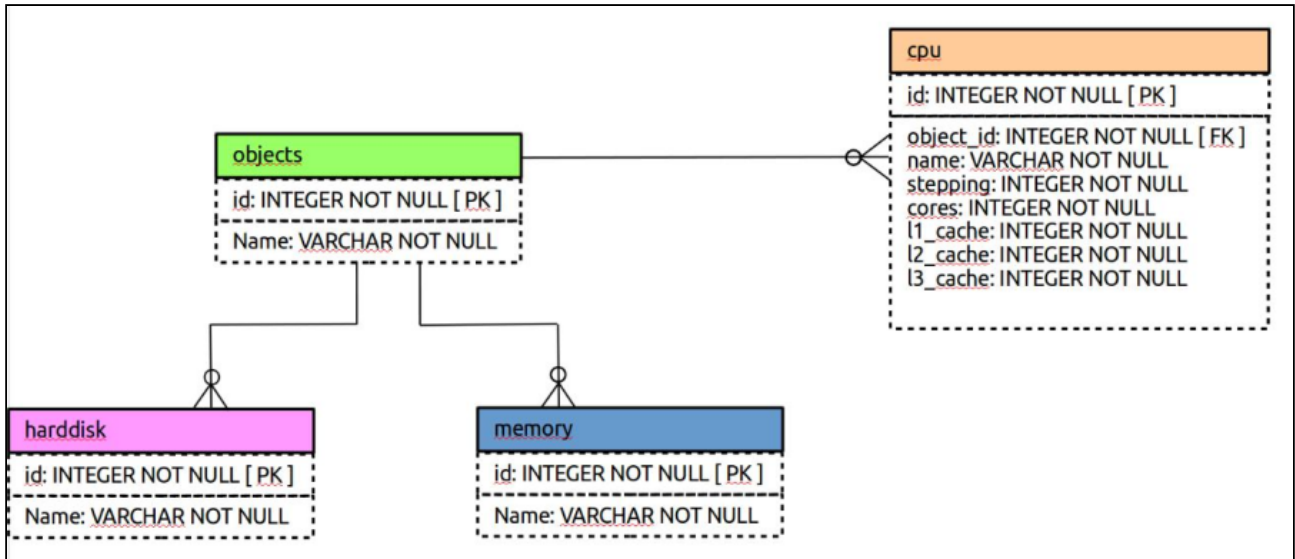 cpu
id: INTEGER NOT NULL [ PK ]
object_id: INTEGER NOT NULL [ FK ]
name: VARCHAR NOT NULL
stepping: INTEGER NOT NULL
cores: INTEGER NOT NULL
l1_cache: INTEGER NOT NULL
l2_cache: INTEGER NOT NULL
l3_cache: INTEGER NOT NULL
objects
id: INTEGER NOT NULL [ PK ]
Name: VARCHAR NOT NULL
harddisk
id: INTEGER NOT NULL [ PK ]
Name: VARCHAR NOT NULL
memory
id: INTEGER NOT NULL [ PK ]
Name: VARCHAR NOT NULL